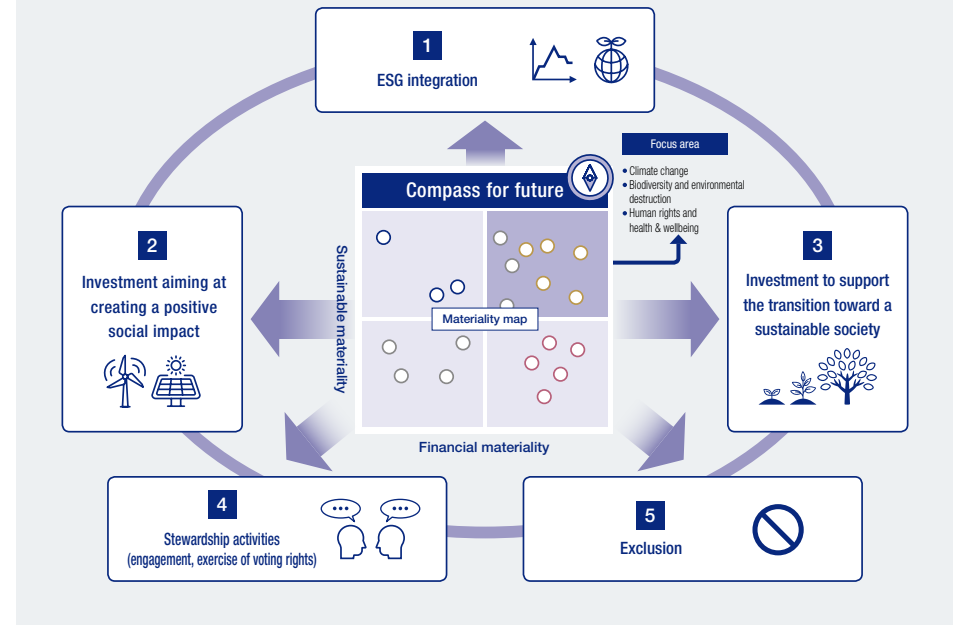 1
ESG integration
Focus area
• Climate change
• Biodiversity and environmental
destruction
• Human rights and
health & wellbeing
Compass for future
2
Investment aiming at
creating a positive
social impact
Sustainable materiality
Materiality map
3
Investment to support
the transition toward a
sustainable society
Financial materiality
4
Stewardship activities
(engagement, exercise of voting rights)
5
Exclusion